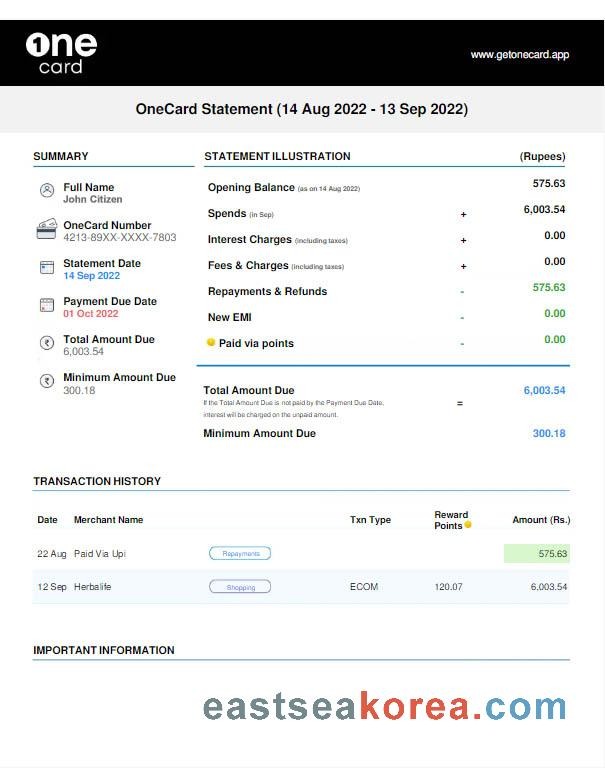 One
card
www.getonecard.app
OneCard Statement (14 Aug 2022 - 13 Sep 2022)
SUMMARY
Full Name
John Citizen
OneCard Number
4213-89XX-XXXX-7803
Statement Date
14 Sep 2022
Payment Due Date
01 Oct 2022
Total Amount Due
6,003.54
Minimum Amount Due
300.18
STATEMENT ILLUSTRATION (Rupees)
Opening Balance (as on 14 Aug 2022) 575.63
Spends (in Sep) + 6,003.54
Interest Charges (including taxes) + 0.00
Fees & Charges (including taxes) + 0.00
Repayments & Refunds - 575.63
New EMI - 0.00
Paid via points - 0.00
Total Amount Due = 6,003.54
If the Total Amount Due is not paid by the Payment Due Date,
interest will be charged on the unpaid amount.
Minimum Amount Due 300.18
TRANSACTION HISTORY
Date Merchant Name Txn Type Reward Points Amount (Rs.)
22 Aug Paid Via Upi Repayments 575.63
12 Sep Herbalife Shopping ECOM 120.07 6,003.54
IMPORTANT INFORMATION
eastseakorea.com